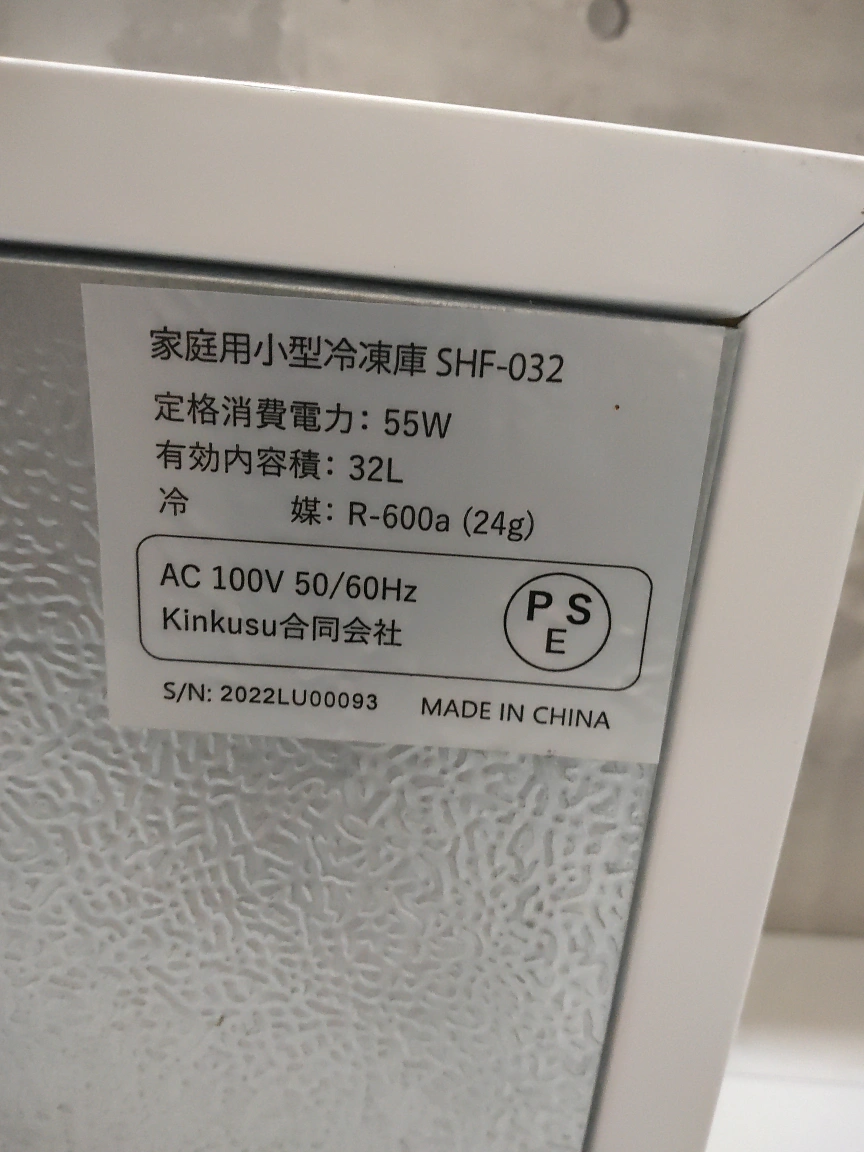 家庭用小型冷凍庫 SHF-032
定格消費電力：55W
有効内容積：32L
冷　　　媒：R-600a (24g)
AC 100V 50/60Hz
Kinkusu合同会社
PSE
S/N: 2022LU00093 MADE IN CHINA